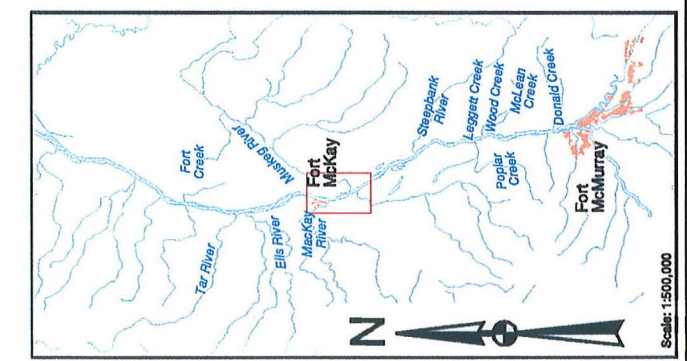 Fort
Creek
Muskeg River
Tar River
Ells River
Fort
McKay
MacKay
River
Steepbank
River
Leggett Creek
Wood Creek
McLean
Creek
Donald Creek
Poplar
Creek
Fort
McMurray
N
Scale: 1:500,000